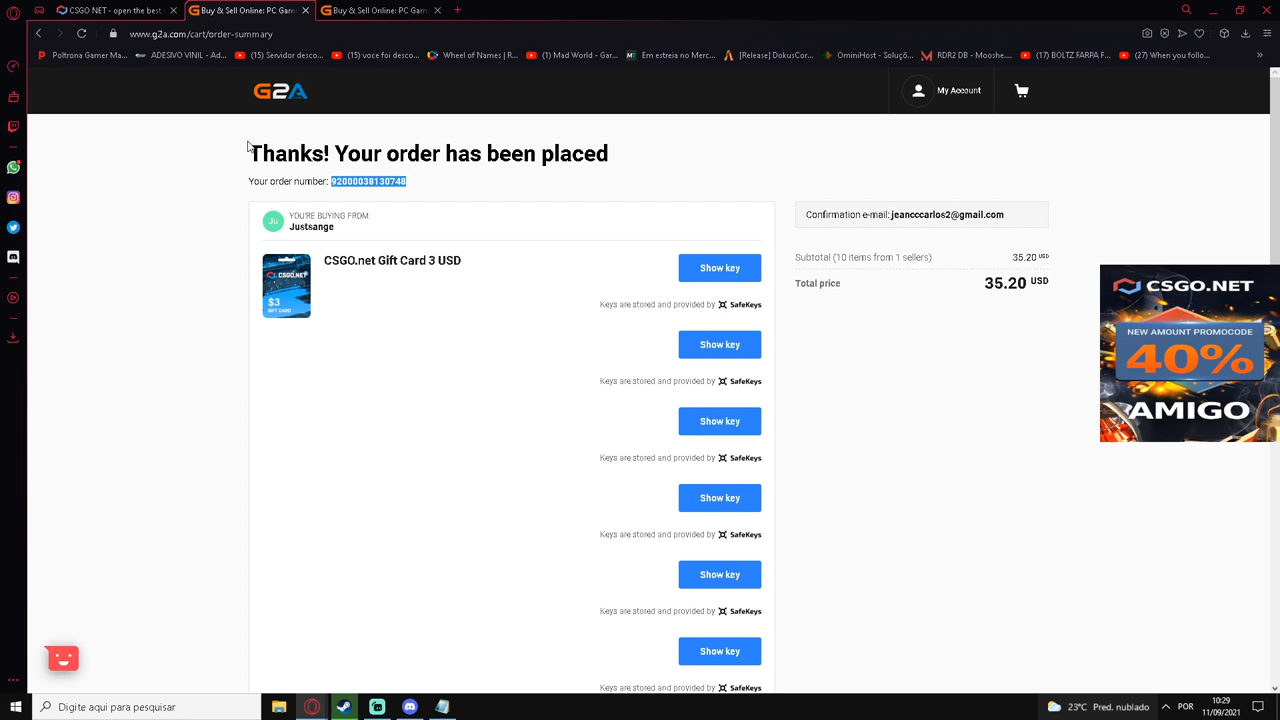 CSGO.NET - open the best
Buy & Sell Online: PC Gam
Buy & Sell Online: PC Gam
www.g2a.com/cart/order-summary
Poltrona Gamer Ma...
ADESIVO VINIL - Ad...
(15) Servidor desco...
(15) voce foi desco...
Wheel of Names | R...
(1) Mad World - Gar...
Em estreia no Merc...
[Release] DokusCor...
OminiHost - Soluçõ...
RDR2 DB - Mooshe...
(17) BOLTZ FARPA F...
(27) When you follo...
G2A
My Account
Thanks! Your order has been placed
Your order number: 92000038130748
Ju
YOU'RE BUYING FROM:
Justsange
Confirmation e-mail: jeancccarlos2@gmail.com
CSGO.net Gift Card 3 USD
Show key
Subtotal (10 items from 1 sellers) 35.20 USD
Total price 35.20 USD
CSGO.NET
$3
GIFT CARD
Keys are stored and provided by SafeKeys
Show key
Keys are stored and provided by SafeKeys
Show key
Keys are stored and provided by SafeKeys
Show key
Keys are stored and provided by SafeKeys
Show key
Keys are stored and provided by SafeKeys
Show key
Keys are stored and provided by SafeKeys
CSGO.NET
NEW AMOUNT PROMOCODE
40%
AMIGO
Digite aqui para pesquisar
23°C Pred. nublado
POR
10:29
11/09/2021